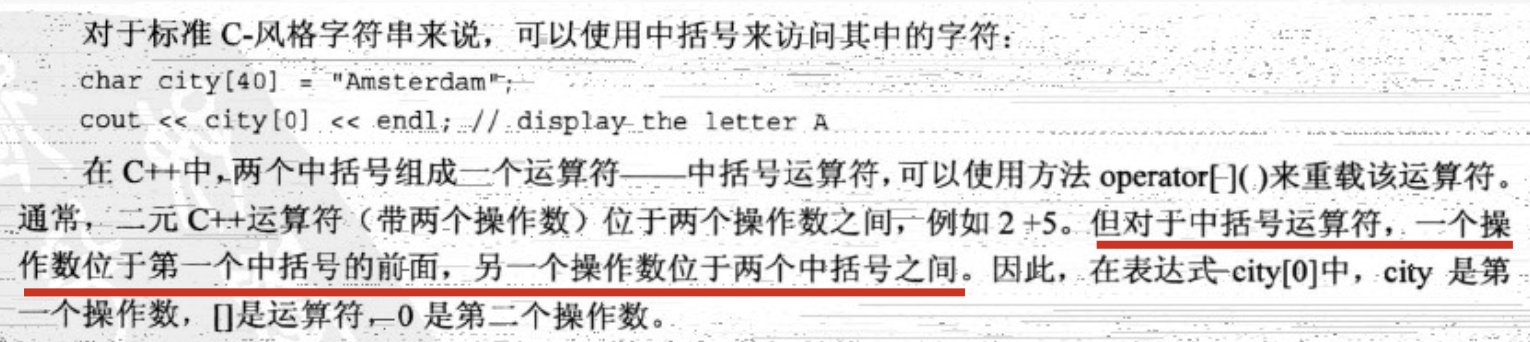 对于标准 C-风格字符串来说，可以使用中括号来访问其中的字符：
char city[40] = "Amsterdam";
cout << city[0] << endl; // display the letter A
在 C++中，两个中括号组成一个运算符——中括号运算符，可以使用方法 operator[]( )来重载该运算符。
通常，二元 C++运算符（带两个操作数）位于两个操作数之间，例如 2 +5。但对于中括号运算符，一个操
作数位于第一个中括号的前面，另一个操作数位于两个中括号之间。因此，在表达式 city[0]中，city 是第
一个操作数，[]是运算符，0 是第二个操作数。